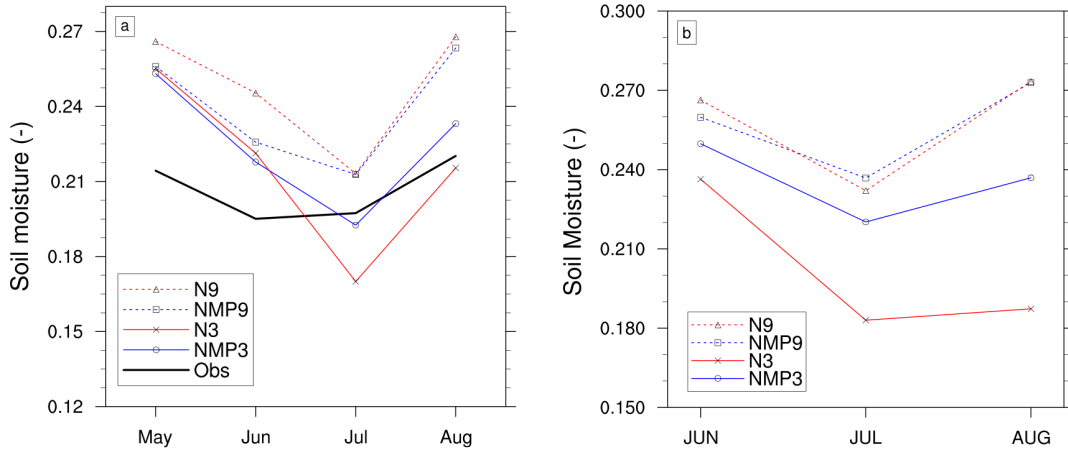 a
0.27
0.24
0.21
0.18
0.15
0.12
Soil moisture (-)
N9
NMP9
N3
NMP3
Obs
May Jun Jul Aug
b
0.300
0.270
0.240
0.210
0.180
0.150
Soil Moisture (-)
N9
NMP9
N3
NMP3
JUN JUL AUG